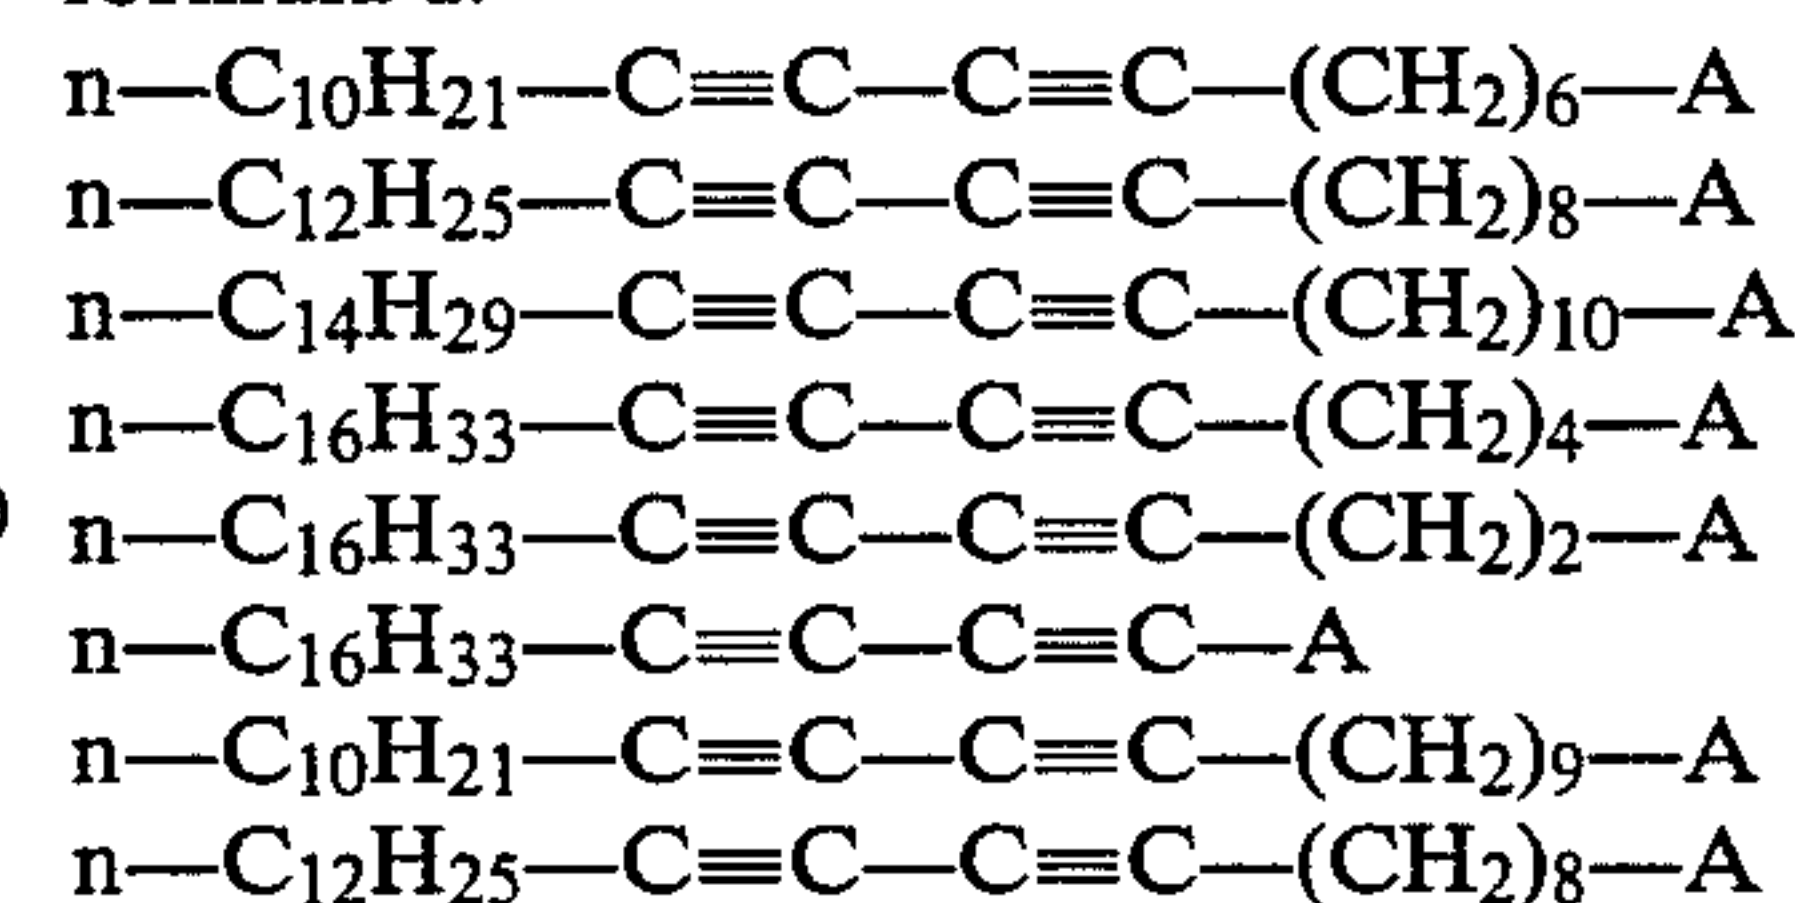 n—C₁₀H₂₁—C≡C—C≡C—(CH₂)₆—A
n—C₁₂H₂₅—C≡C—C≡C—(CH₂)₈—A
n—C₁₄H₂₉—C≡C—C≡C—(CH₂)₁₀—A
n—C₁₆H₃₃—C≡C—C≡C—(CH₂)₄—A
n—C₁₆H₃₃—C≡C—C≡C—(CH₂)₂—A
n—C₁₆H₃₃—C≡C—C≡C—A
n—C₁₀H₂₁—C≡C—C≡C—(CH₂)₉—A
n—C₁₂H₂₅—C≡C—C≡C—(CH₂)₈—A